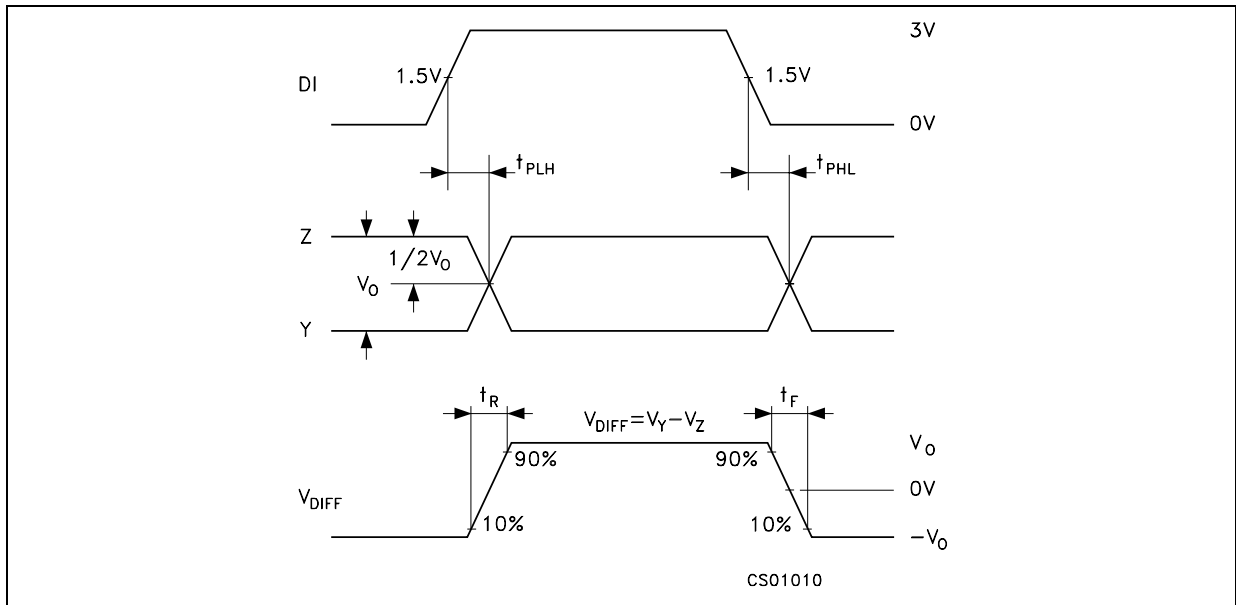 3V
1.5V
1.5V
DI
0V
tPLH
tPHL
Z
1/2VO
VO
Y
tR
tF
VDIFF=VY-VZ
VO
90%
90%
0V
VDIFF
10%
10%
-VO
CS01010